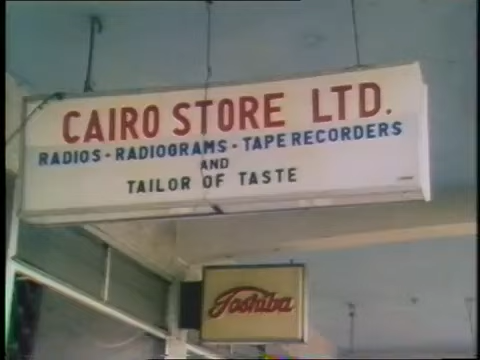 CAIRO STORE LTD.
RADIOS - RADIOGRAMS - TAPE RECORDERS
AND
TAILOR OF TASTE
Toshiba